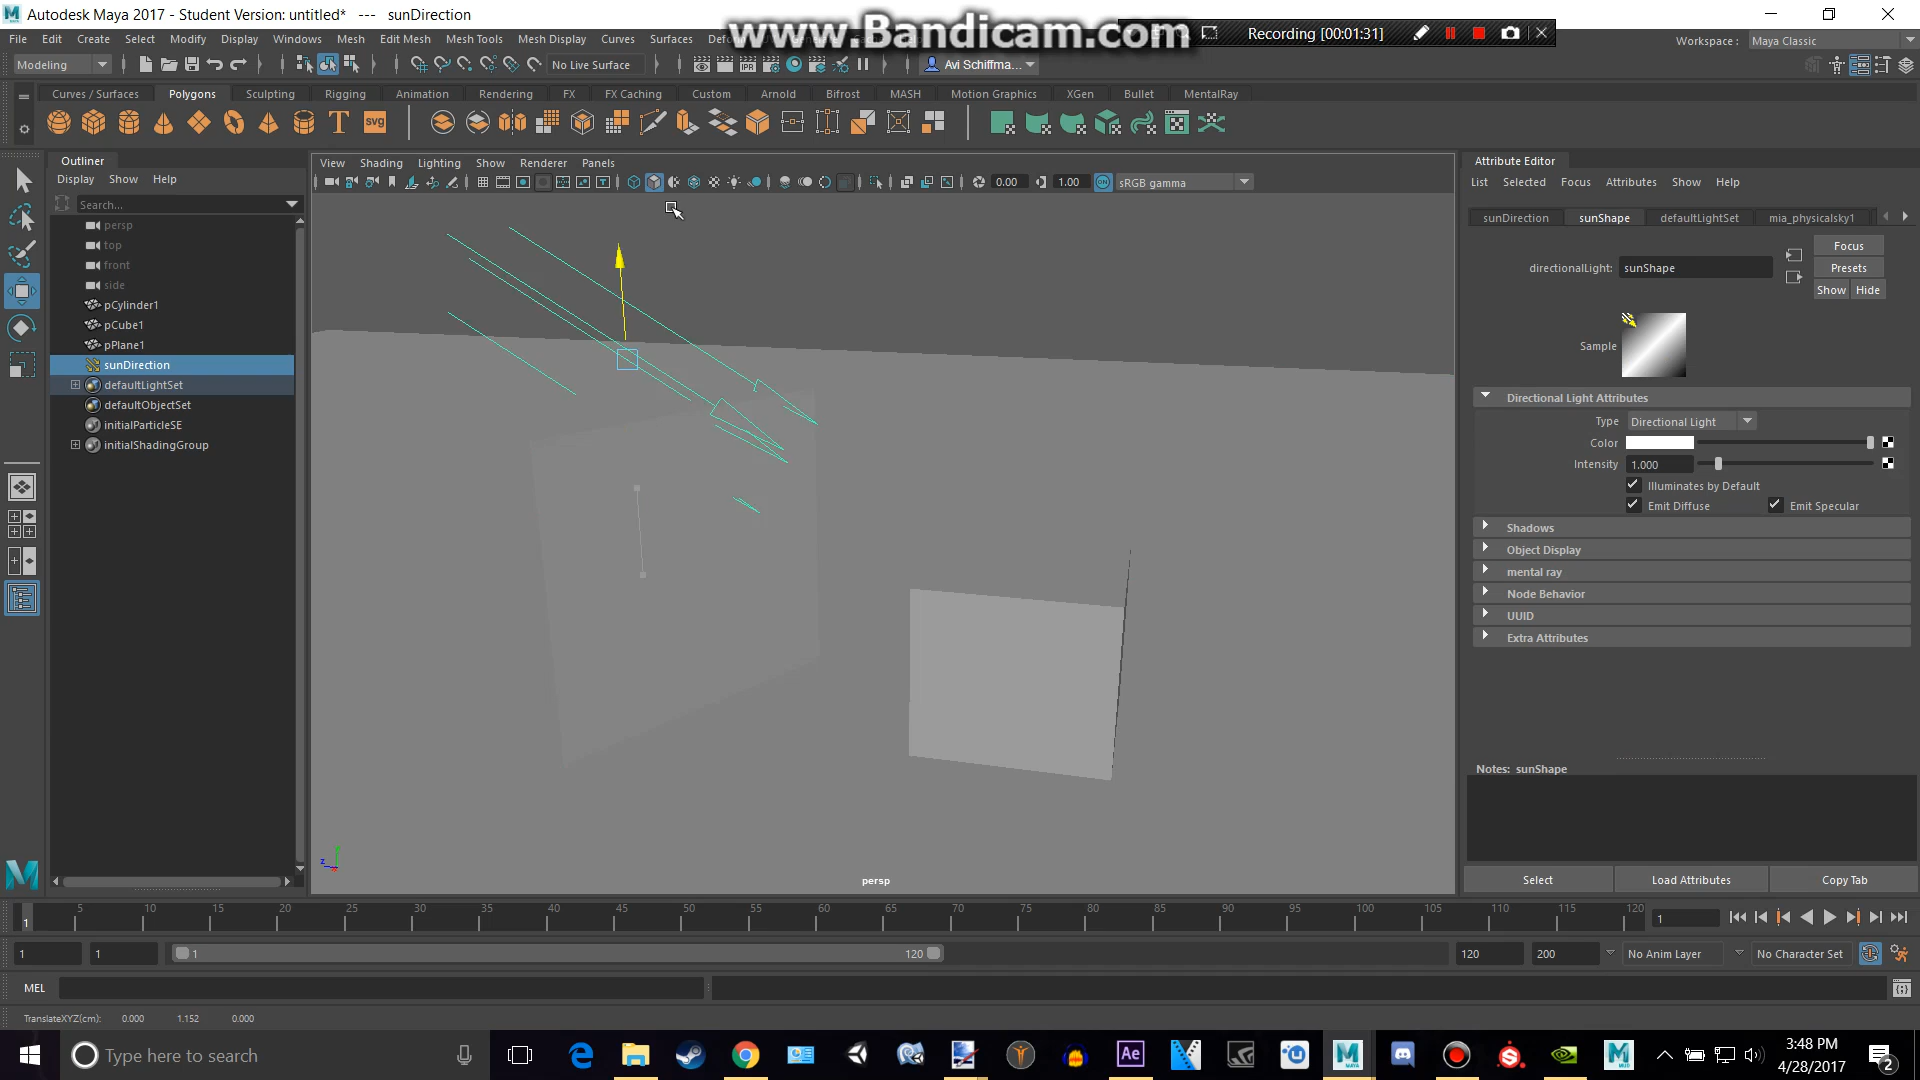 Autodesk Maya 2017 - Student Version: untitled* --- sunDirection
www.Bandicam.com
Recording [00:01:31]
File Edit Create Select Modify Display Windows Mesh Edit Mesh Mesh Tools Mesh Display Curves Surfaces
Workspace : Maya Classic
Modeling No Live Surface Avi Schiffma...
Curves / Surfaces Polygons Sculpting Rigging Animation Rendering FX FX Caching Custom Arnold Bifrost MASH Motion Graphics XGen Bullet MentalRay
T SVG
Outliner
Display Show Help
Search...
persp
top
front
side
pCylinder1
pCube1
pPlane1
sunDirection
defaultLightSet
defaultObjectSet
initialParticleSE
initialShadingGroup
View Shading Lighting Show Renderer Panels
0.00 1.00 ON sRGB gamma
z
persp
Attribute Editor
List Selected Focus Attributes Show Help
sunDirection sunShape defaultLightSet mia_physicalsky1
directionalLight: sunShape
Focus
Presets
Show Hide
Sample
Directional Light Attributes
Type Directional Light
Color
Intensity 1.000
Illuminates by Default
Emit Diffuse Emit Specular
Shadows
Object Display
mental ray
Node Behavior
UUID
Extra Attributes
Notes: sunShape
Select Load Attributes Copy Tab
5 10 15 20 25 30 35 40 45 50 55 60 65 70 75 80 85 90 95 100 105 110 115 120
1 1
1 1 1 120 120 200 No Anim Layer No Character Set
MEL
TranslateXYZ(cm): 0.000 1.152 0.000
Type here to search
Ae
3:48 PM
4/28/2017
2